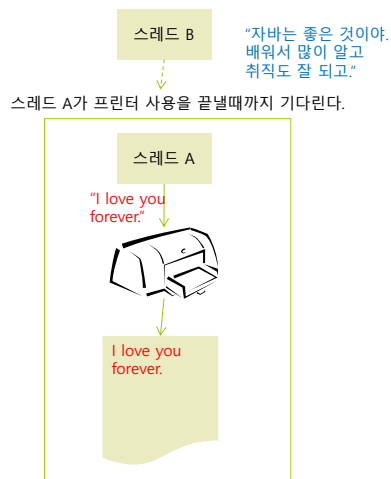 스레드 B
"자바는 좋은 것이야.
배워서 많이 알고
취직도 잘 되고."
스레드 A가 프린터 사용을 끝낼때까지 기다린다.
스레드 A
"I love you
forever."
I love you
forever.